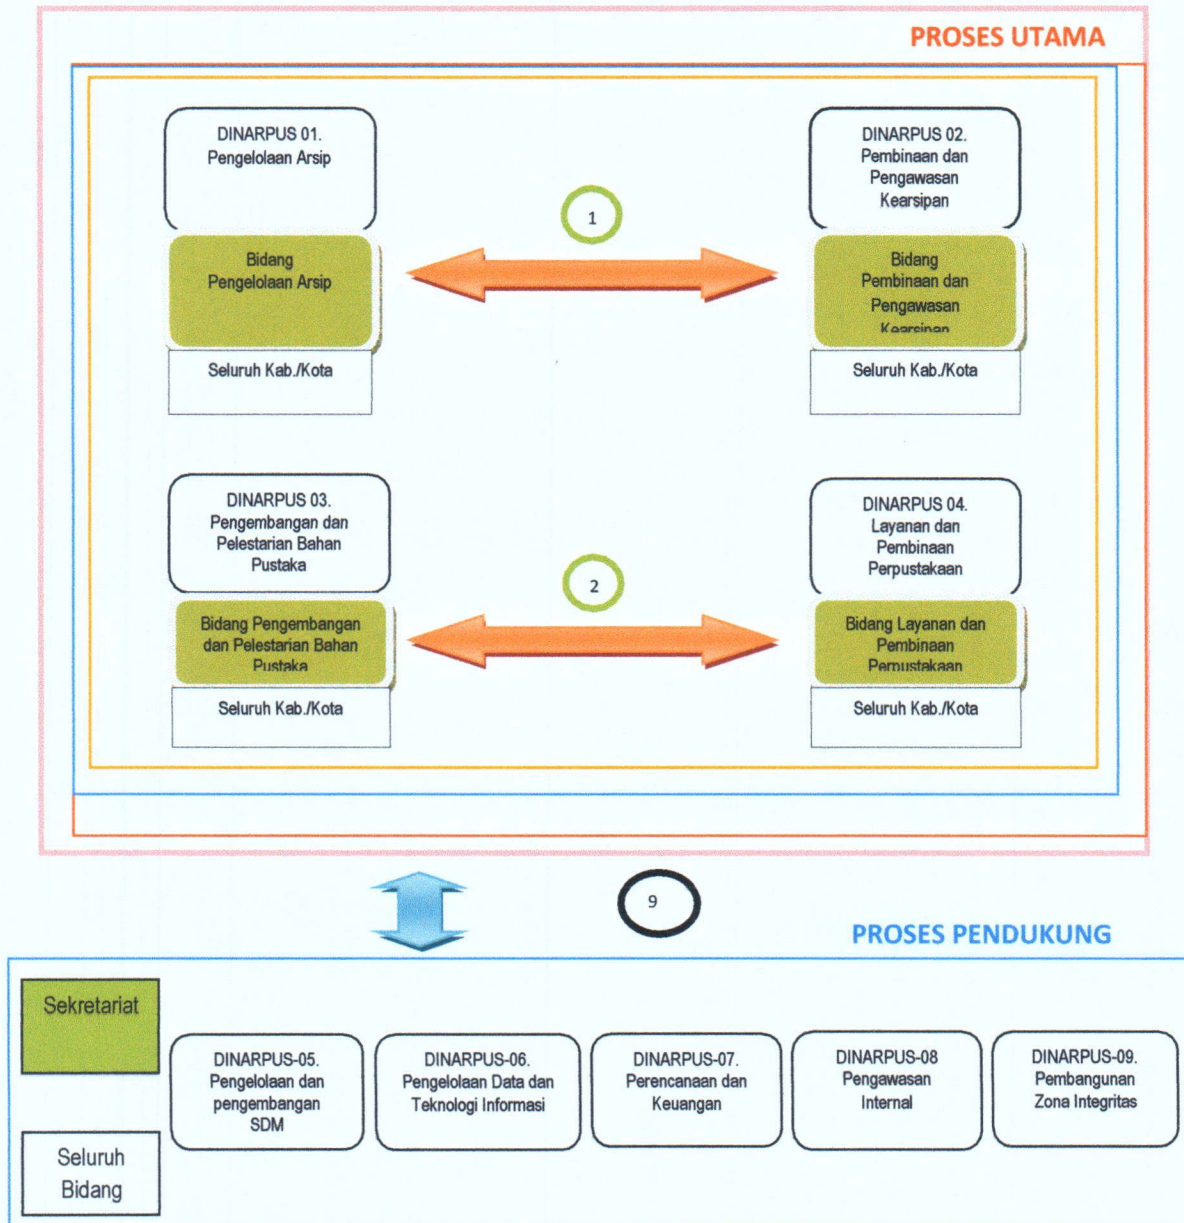 PROSES UTAMA
DINARPUS 01.
Pengelolaan Arsip
DINARPUS 02.
Pembinaan dan
Pengawasan
Kearsipan
1
Bidang
Pengelolaan Arsip
Bidang
Pembinaan dan
Pengawasan
Kearsipan
Seluruh Kab./Kota
Seluruh Kab./Kota
DINARPUS 03.
Pengembangan dan
Pelestarian Bahan
Pustaka
DINARPUS 04.
Layanan dan
Pembinaan
Perpustakaan
2
Bidang Pengembangan
dan Pelestarian Bahan
Pustaka
Bidang Layanan dan
Pembinaan
Perpustakaan
Seluruh Kab./Kota
Seluruh Kab./Kota
9
PROSES PENDUKUNG
Sekretariat
DINARPUS-05.
Pengelolaan dan
pengembangan
SDM
DINARPUS-06.
Pengelolaan Data dan
Teknologi Informasi
DINARPUS-07.
Perencanaan dan
Keuangan
DINARPUS-08
Pengawasan
Internal
DINARPUS-09.
Pembangunan
Zona Integritas
Seluruh
Bidang